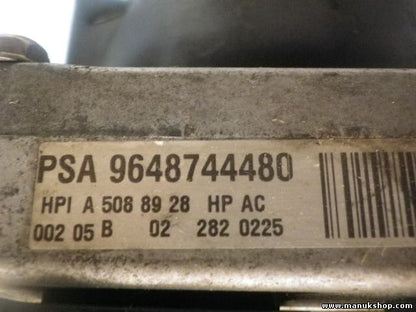 PSA 9648744480
HPI A 508 89 28 HP AC
002 05 B 02 282 0225
www.manukshop.com